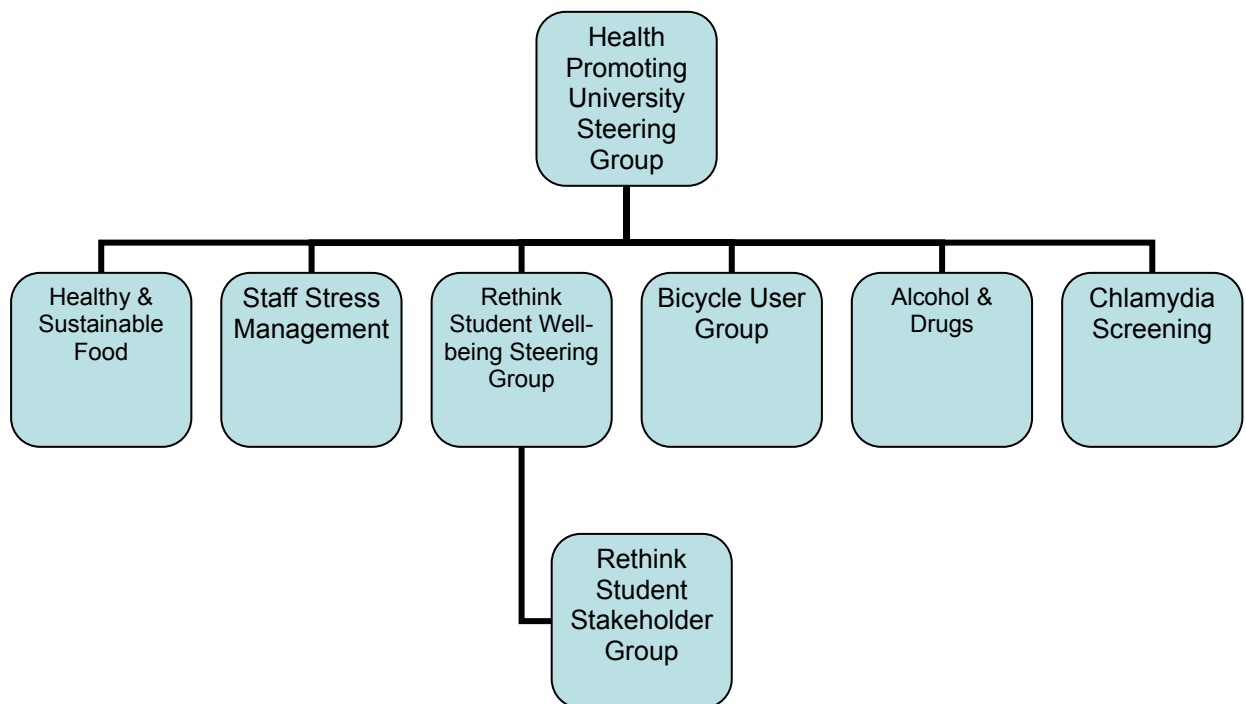 Health
Promoting
University
Steering
Group
Healthy &
Sustainable
Food
Staff Stress
Management
Rethink
Student Well-
being Steering
Group
Bicycle User
Group
Alcohol &
Drugs
Chlamydia
Screening
Rethink
Student
Stakeholder
Group